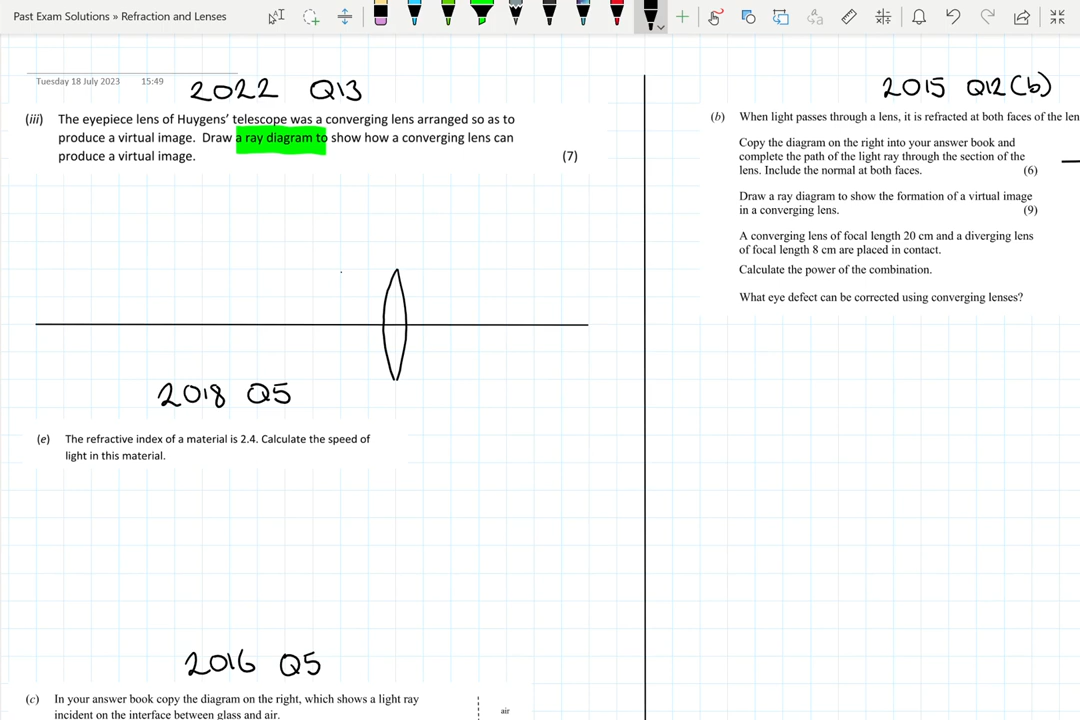 Past Exam Solutions » Refraction and Lenses
Tuesday 18 July 2023 15:49
2022 Q13
(iii) The eyepiece lens of Huygens' telescope was a converging lens arranged so as to
produce a virtual image. Draw a ray diagram to show how a converging lens can
produce a virtual image. (7)
2018 Q5
(e) The refractive index of a material is 2.4. Calculate the speed of
light in this material.
2016 Q5
(c) In your answer book copy the diagram on the right, which shows a light ray
incident on the interface between glass and air.
air
2015 Q12(b)
(b) When light passes through a lens, it is refracted at both faces of the len
Copy the diagram on the right into your answer book and
complete the path of the light ray through the section of the
lens. Include the normal at both faces. (6)
Draw a ray diagram to show the formation of a virtual image
in a converging lens. (9)
A converging lens of focal length 20 cm and a diverging lens
of focal length 8 cm are placed in contact.
Calculate the power of the combination.
What eye defect can be corrected using converging lenses?